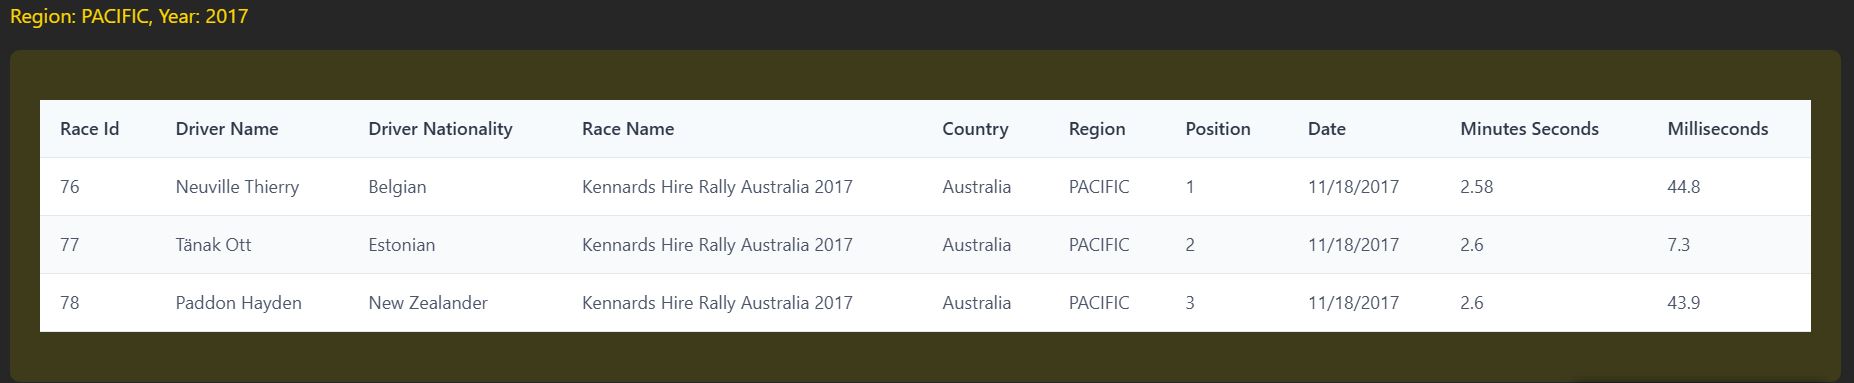 Region: PACIFIC, Year: 2017
Race Id Driver Name Driver Nationality Race Name Country Region Position Date Minutes Seconds Milliseconds
76 Neuville Thierry Belgian Kennards Hire Rally Australia 2017 Australia PACIFIC 1 11/18/2017 2.58 44.8
77 Tänak Ott Estonian Kennards Hire Rally Australia 2017 Australia PACIFIC 2 11/18/2017 2.6 7.3
78 Paddon Hayden New Zealander Kennards Hire Rally Australia 2017 Australia PACIFIC 3 11/18/2017 2.6 43.9